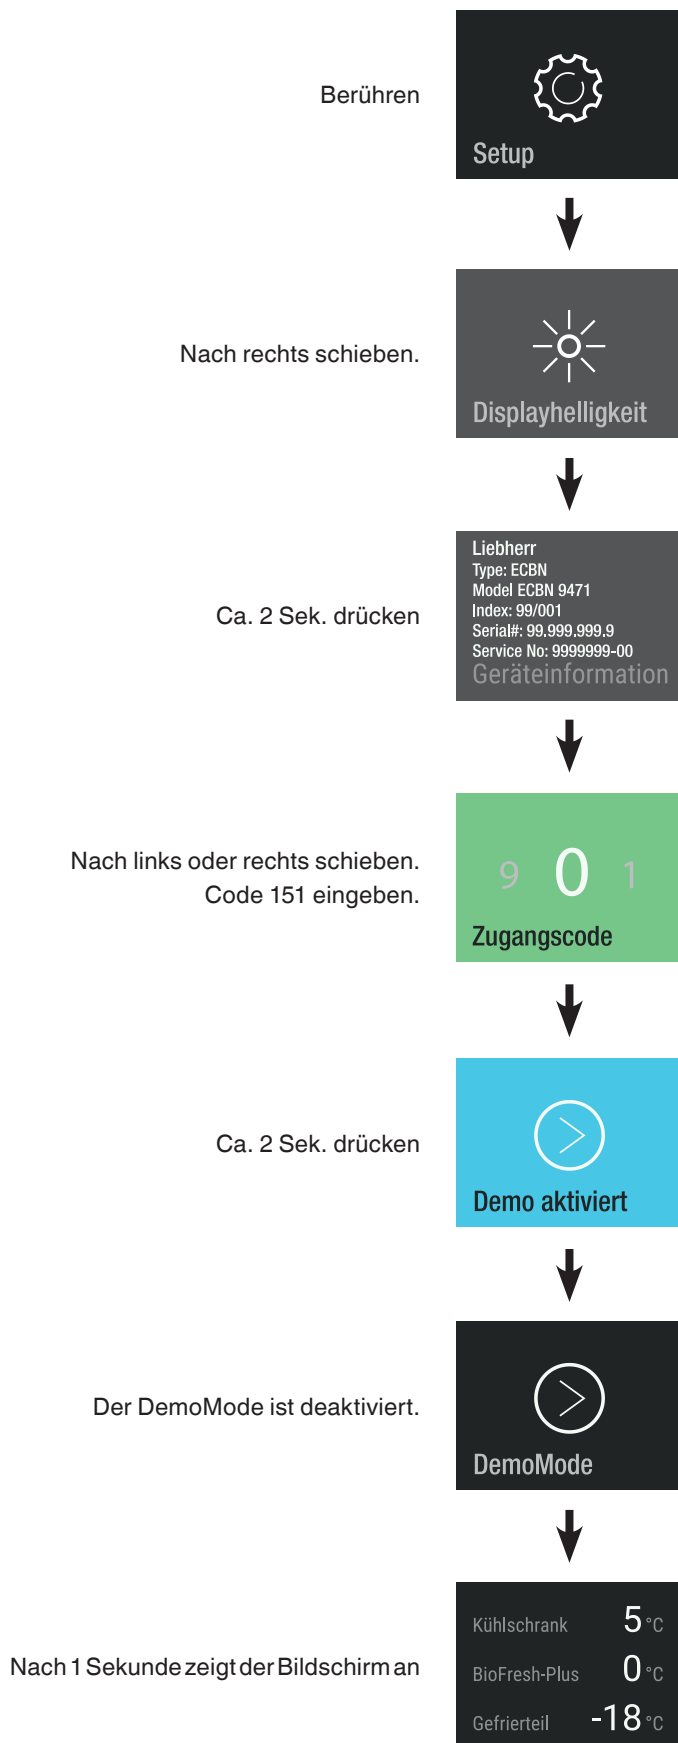 Berühren
Setup
Nach rechts schieben.
Displayhelligkeit
Ca. 2 Sek. drücken
Liebherr
Type: ECBN
Model ECBN 9471
Index: 99/001
Serial#: 99.999.999.9
Service No: 9999999-00
Geräteinformation
Nach links oder rechts schieben.
Code 151 eingeben.
9 0 1
Zugangscode
Ca. 2 Sek. drücken
Demo aktiviert
Der DemoMode ist deaktiviert.
DemoMode
Nach 1 Sekunde zeigt der Bildschirm an
Kühlschrank 5 °C
BioFresh-Plus 0 °C
Gefrierteil -18 °C